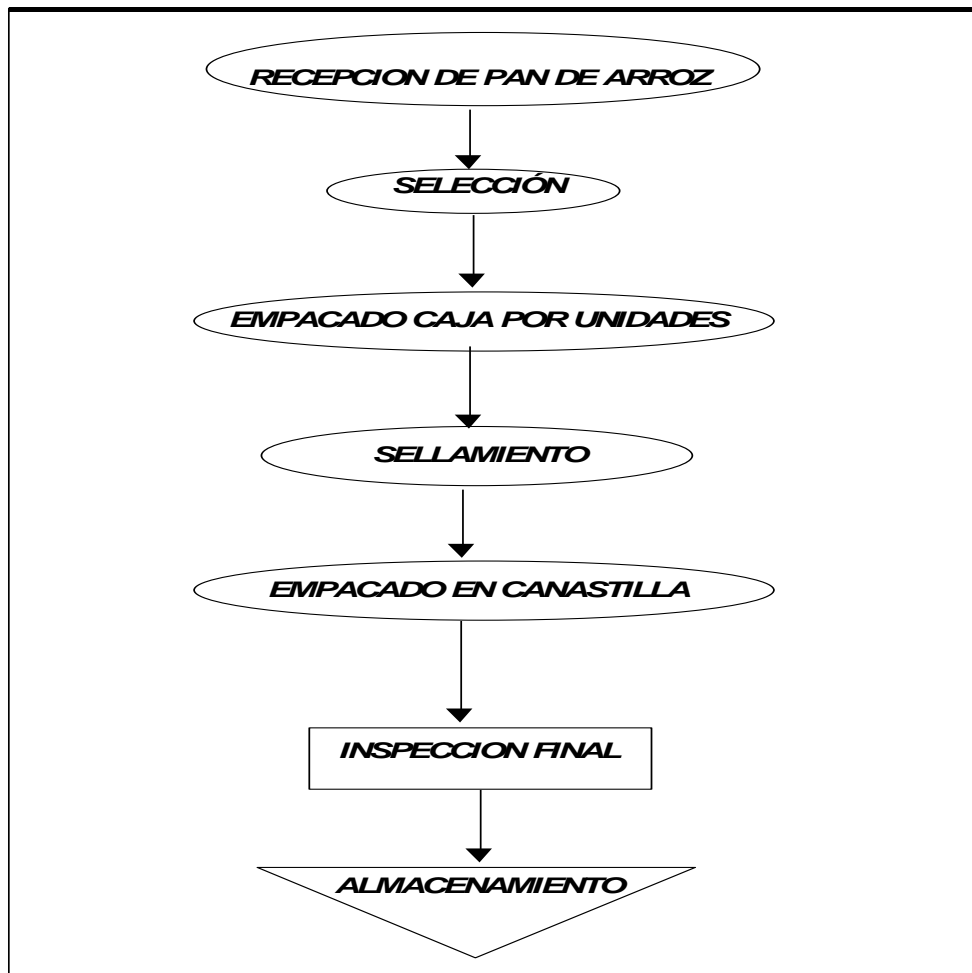 RECEPCION DE PAN DE ARROZ
SELECCIÓN
EMPACADO CAJA POR UNIDADES
SELLAMIENTO
EMPACADO EN CANASTILLA
INSPECCION FINAL
ALMACENAMIENTO